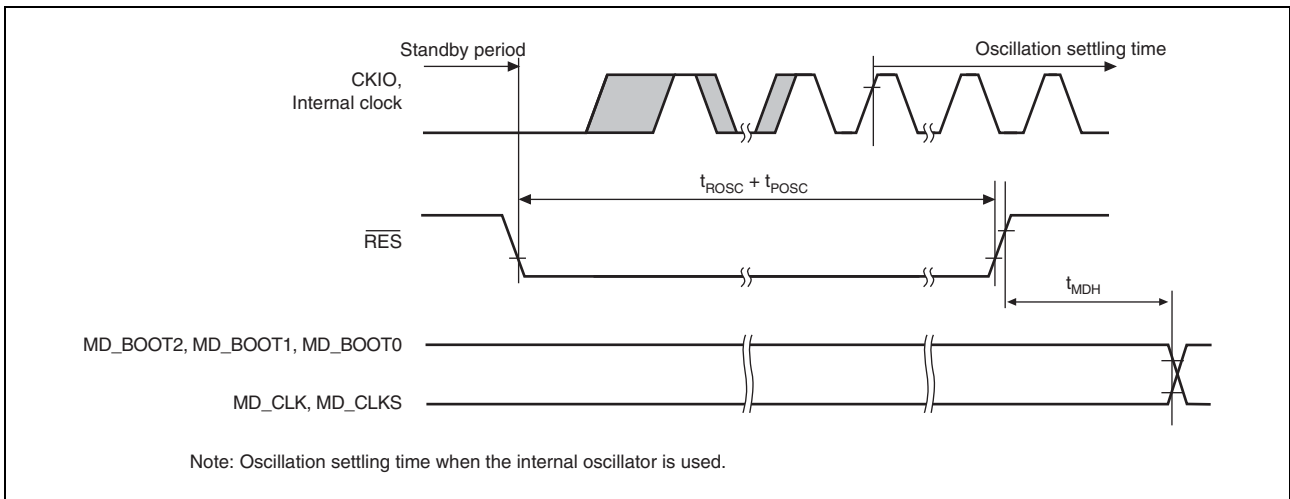 Standby period
Oscillation settling time
CKIO,
Internal clock
tROSC + tPOSC
RES
tMDH
MD_BOOT2, MD_BOOT1, MD_BOOT0
MD_CLK, MD_CLKS
Note: Oscillation settling time when the internal oscillator is used.